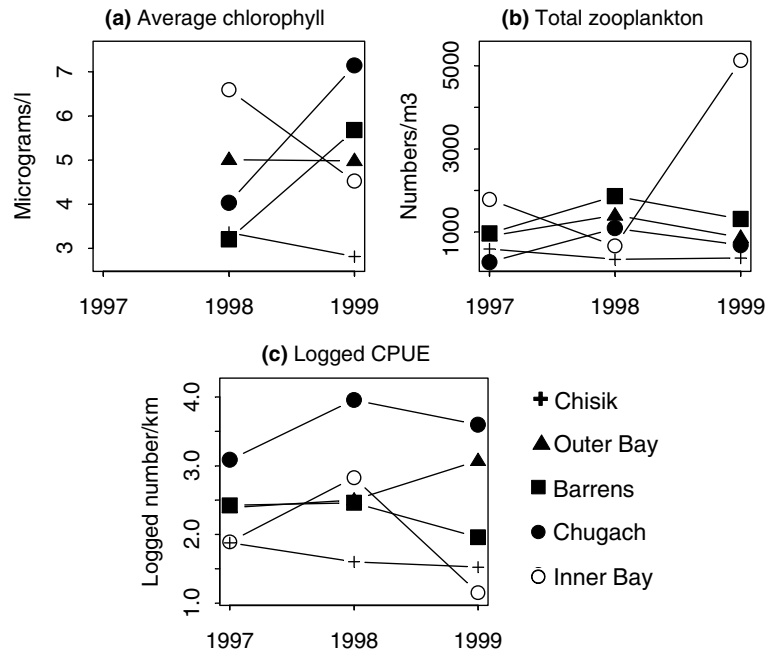 (a) Average chlorophyll
Micrograms/l
7
6
5
4
3
1997 1998 1999
(b) Total zooplankton
Numbers/m3
5000
3000
1000
1997 1998 1999
(c) Logged CPUE
Logged number/km
4.0
3.0
2.0
1.0
1997 1998 1999
Chisik
Outer Bay
Barrens
Chugach
Inner Bay